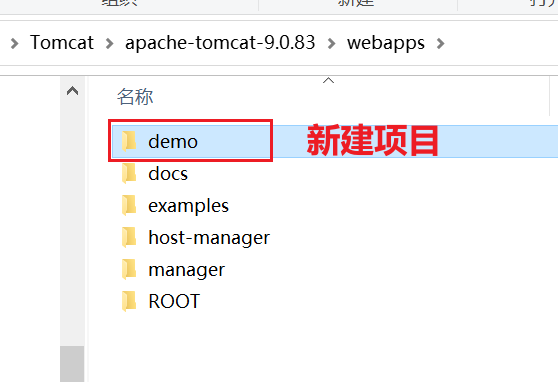 组织
新建
打开
Tomcat > apache-tomcat-9.0.83 > webapps >
名称
demo
新建项目
docs
examples
host-manager
manager
ROOT